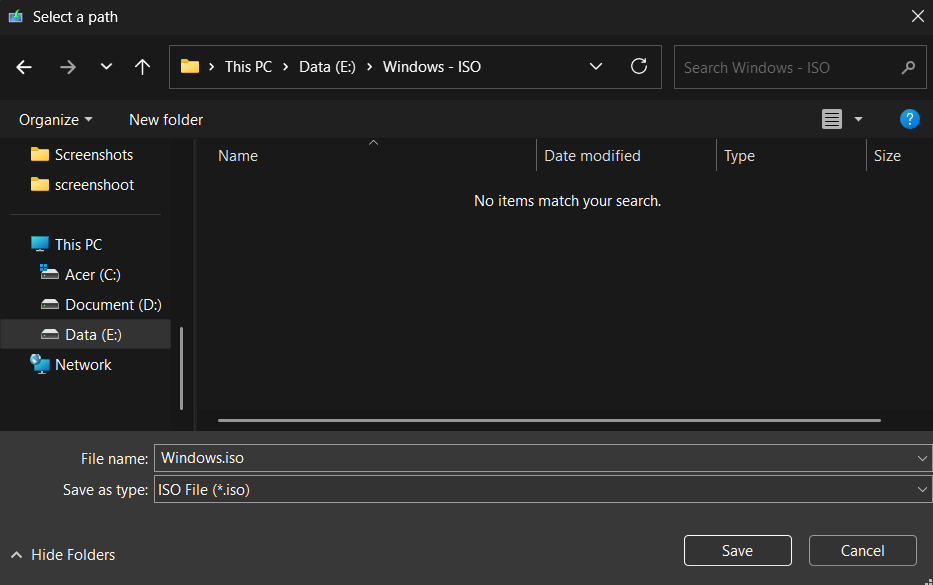 Select a path
This PC Data (E:) Windows - ISO
Search Windows - ISO
Organize New folder
?
Screenshots
screenshoot
This PC
Acer (C:)
Document (D:)
Data (E:)
Network
Name Date modified Type Size
No items match your search.
File name: Windows.iso
Save as type: ISO File (*.iso)
Hide Folders
Save Cancel